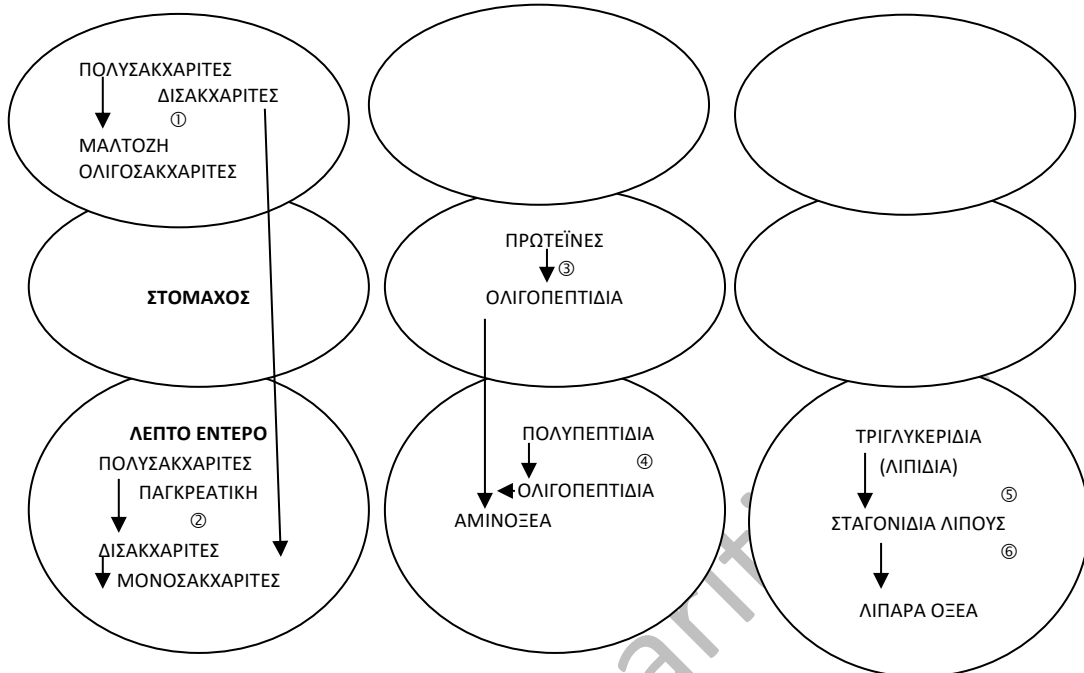 ΠΟΛΥΣΑΚΧΑΡΙΤΕΣ
ΔΙΣΑΚΧΑΡΙΤΕΣ
①
ΜΑΛΤΟΖΗ
ΟΛΙΓΟΣΑΚΧΑΡΙΤΕΣ
ΣΤΟΜΑΧΟΣ
ΛΕΠΤΟ ΕΝΤΕΡΟ
ΠΟΛΥΣΑΚΧΑΡΙΤΕΣ
ΠΑΓΚΡΕΑΤΙΚΗ
②
ΔΙΣΑΚΧΑΡΙΤΕΣ
ΜΟΝΟΣΑΚΧΑΡΙΤΕΣ
ΠΡΩΤΕΪΝΕΣ
③
ΟΛΙΓΟΠΕΠΤΙΔΙΑ
ΠΟΛΥΠΕΠΤΙΔΙΑ
④
ΟΛΙΓΟΠΕΠΤΙΔΙΑ
ΑΜΙΝΟΞΕΑ
ΤΡΙΓΛΥΚΕΡΙΔΙΑ
(ΛΙΠΙΔΙΑ)
⑤
ΣΤΑΓΟΝΙΔΙΑ ΛΙΠΟΥΣ
⑥
ΛΙΠΑΡΑ ΟΞΕΑ